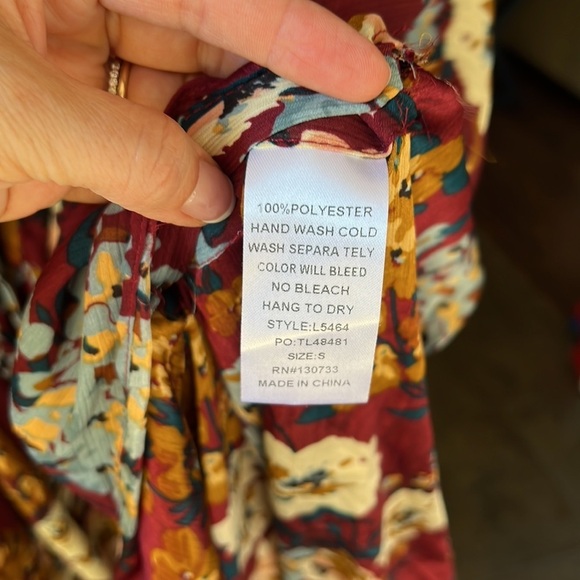 100%POLYESTER
HAND WASH COLD
WASH SEPARA TELY
COLOR WILL BLEED
NO BLEACH
HANG TO DRY
STYLE:L5464
PO:TL48481
SIZE:S
RN#130733
MADE IN CHINA